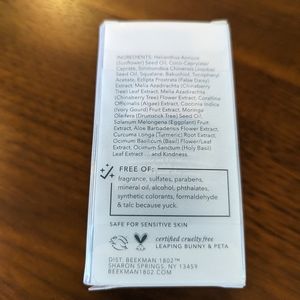 INGREDIENTS: Helianthus Annuus
(Sunflower) Seed Oil, Coco-Caprylate/
Caprate, Simmondsia Chinensis (Jojoba)
Seed Oil, Squalane, Bakuchiol, Tocopheryl
Acetate, Eclipta Prostrata (False Daisy)
Extract, Melia Azadirachta (Chinaberry
Tree) Leaf Extract, Melia Azadirachta
(Chinaberry Tree) Flower Extract, Corallina
Officinalis (Algae) Extract, Coccinia Indica
(Ivy Gourd) Fruit Extract, Moringa
Oleifera (Drumstick Tree) Seed Oil,
Solanum Melongena (Eggplant) Fruit
Extract, Aloe Barbadensis Flower Extract,
Curcuma Longa (Turmeric) Root Extract,
Ocimum Basilicum (Basil) Flower/Leaf
Extract, Ocimum Sanctum (Holy Basil)
Leaf Extract ... and Kindness.
FREE OF:
fragrance, sulfates, parabens,
mineral oil, alcohol, phthalates,
synthetic colorants, formaldehyde
& talc because yuck.
SAFE FOR SENSITIVE SKIN
certified cruelty free
LEAPING BUNNY & PETA
DIST. BEEKMAN 1802™
SHARON SPRINGS, NY 13459
BEEKMAN1802.COM